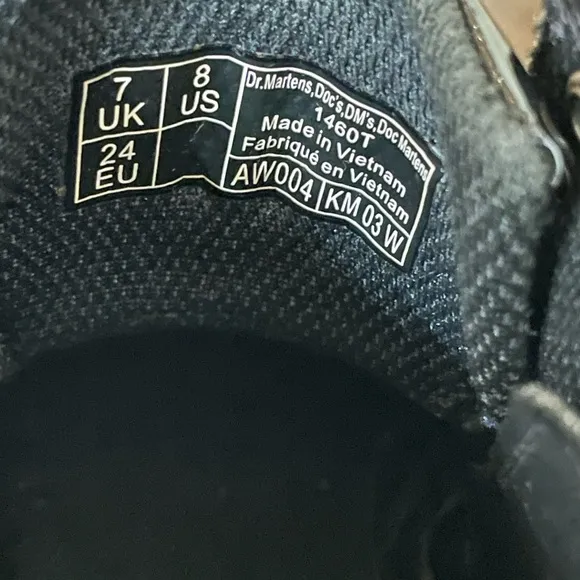 7 UK
8 US
24 EU
Dr.Martens,Doc's,DM's,Doc Martens
1460T
Made in Vietnam
Fabriqué en Vietnam
AW004 KM 03 W